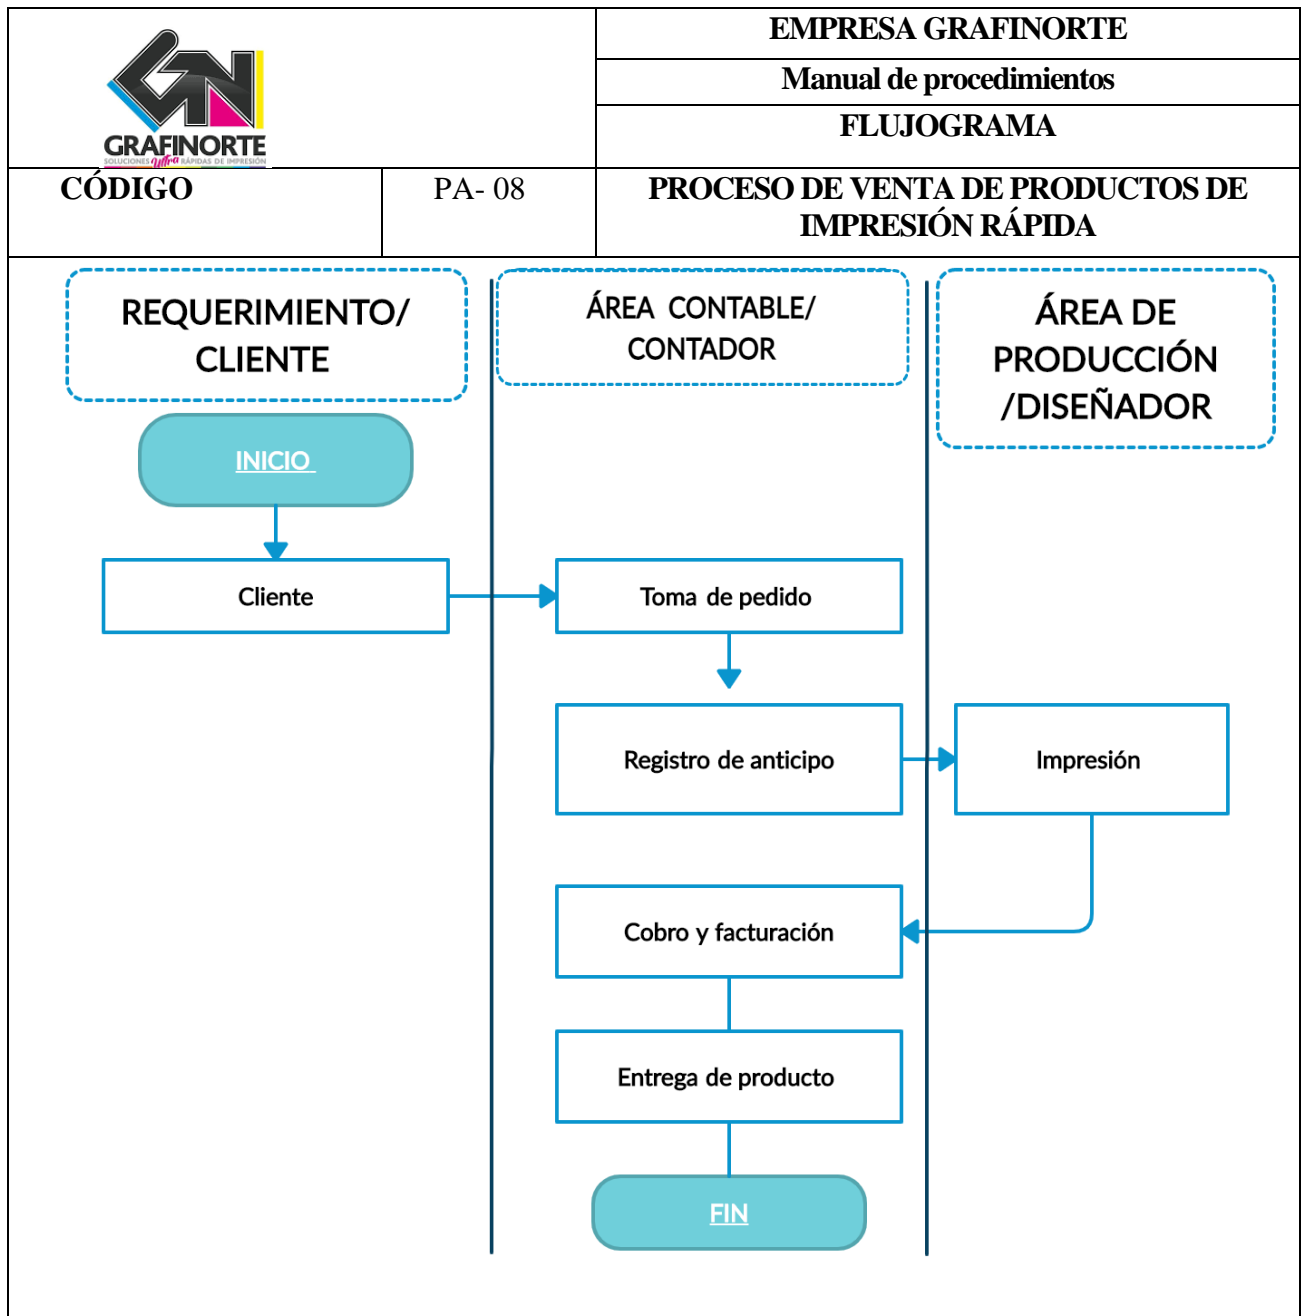 GRAFINORTE
SOLUCIONES Ultra RÁPIDAS DE IMPRESIÓN
EMPRESA GRAFINORTE
Manual de procedimientos
FLUJOGRAMA
CÓDIGO
PA- 08
PROCESO DE VENTA DE PRODUCTOS DE
IMPRESIÓN RÁPIDA
REQUERIMIENTO/
CLIENTE
ÁREA CONTABLE/
CONTADOR
ÁREA DE
PRODUCCIÓN
/DISEÑADOR
INICIO
Cliente
Toma de pedido
Registro de anticipo
Impresión
Cobro y facturación
Entrega de producto
FIN